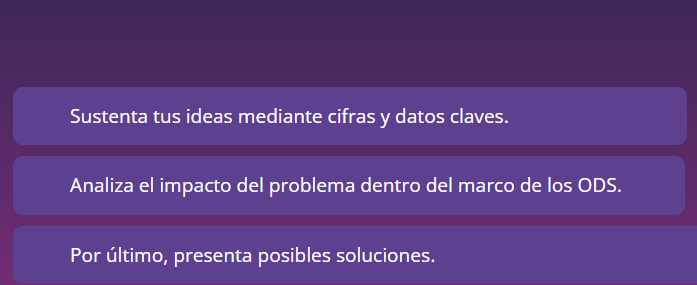 Sustenta tus ideas mediante cifras y datos claves.
Analiza el impacto del problema dentro del marco de los ODS.
Por último, presenta posibles soluciones.